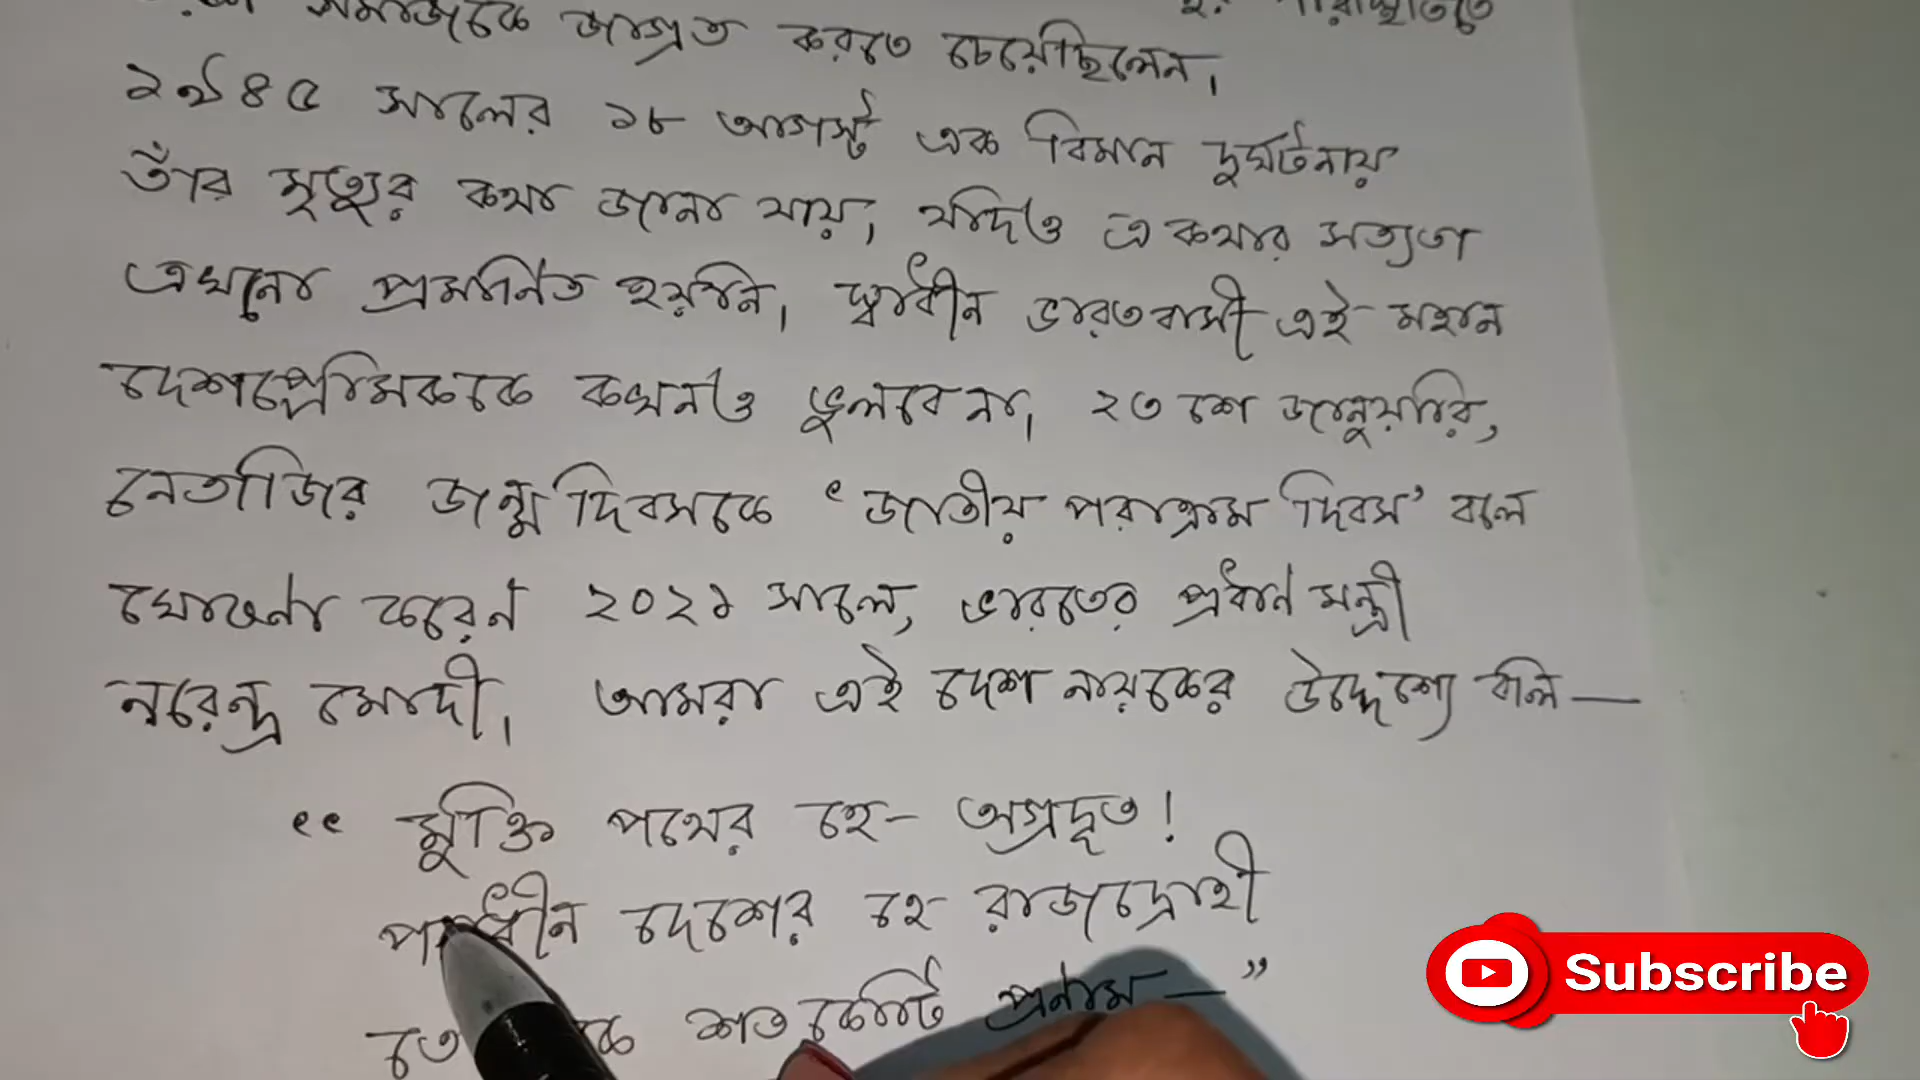 সমাজকে জাগ্রত করতে চেয়েছিলেন।
১৯৪৫ সালের ১৮ আগস্ট এক বিমান দুর্ঘটনায়
তাঁর মৃত্যুর কথা জানা যায়, যদিও এ কথার সত্যতা
এখনো প্রমানিত হয়নি। স্বাধীন ভারতবাসী এই মহান
দেশপ্রেমিককে কখনও ভুলবে না। ২৩ শে জানুয়ারি,
নেতাজির জন্মদিবসকে ‘জাতীয় পরাক্রম দিবস’ বলে
ঘোষণা করেন ২০২১ সালে, ভারতের প্রধান মন্ত্রী
নরেন্দ্র মোদী। আমরা এই দেশ নায়কের উদ্দেশ্যে বলি —
“ মুক্তি পথের হে- অগ্রদূত!
পরাধীন দেশের হে রাজদ্রোহী
শত কোটি প্রণাম — ”
Subscribe